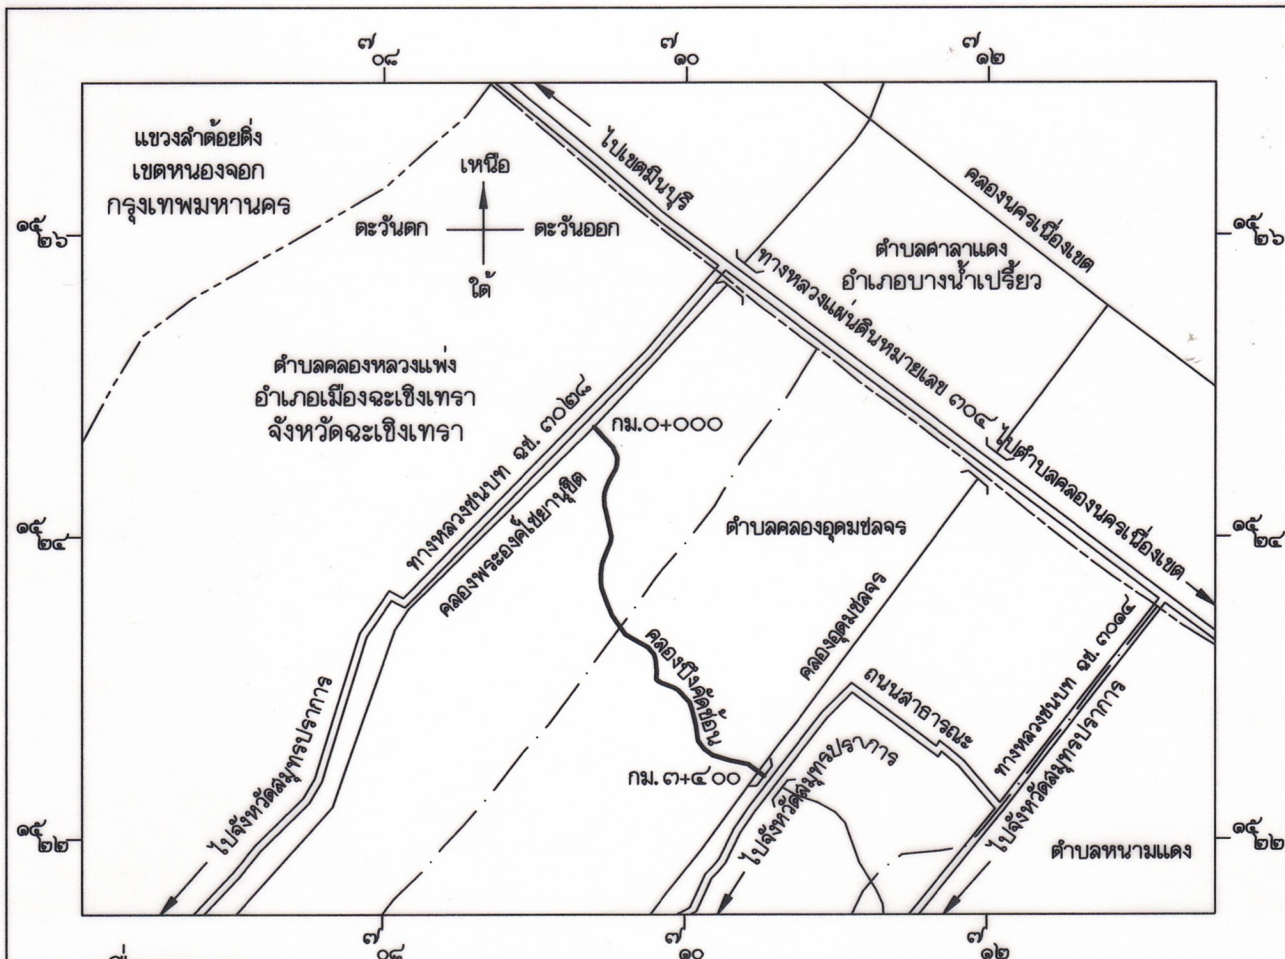 ๗ ๐๘
๗ ๑๐
๗ ๑๒
แขวงลำต้อยติ่ง
เขตหนองจอก
กรุงเทพมหานคร
เหนือ
ตะวันตก
ตะวันออก
ใต้
ไปเขตมีนบุรี
คลองนครเนื่องเขต
ตำบลศาลาแดง
อำเภอบางน้ำเปรี้ยว
๑๕ ๒๖
๑๕ ๒๖
ทางหลวงแผ่นดินหมายเลข ๓๐๔
ไปตำบลคลองนครเนื่องเขต
ตำบลคลองหลวงแพ่ง
อำเภอเมืองฉะเชิงเทรา
จังหวัดฉะเชิงเทรา
ทางหลวงชนบท ฉช. ๓๐๒๘
คลองพระองค์ไชยานุชิต
กม.๐+๐๐๐
ตำบลคลองอุดมชลจร
๑๕ ๒๔
๑๕ ๒๔
คลองอุดมชลจร
คลองบึงคัดช้อน
ถนนสาธารณะ
ทางหลวงชนบท ฉช. ๓๐๑๕
ไปจังหวัดสมุทรปราการ
ไปจังหวัดสมุทรปราการ
ไปจังหวัดสมุทรปราการ
กม.๓+๔๐๐
ตำบลหนามแดง
๑๕ ๒๒
๑๕ ๒๒
๗ ๐๘
๗ ๑๐
๗ ๑๒